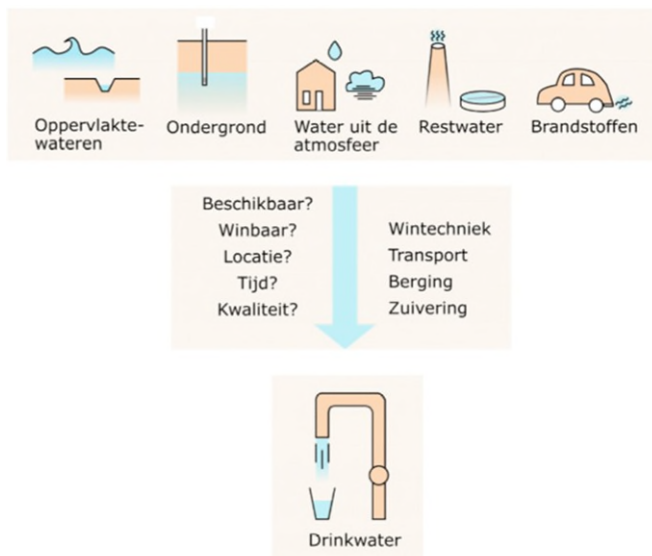 Oppervlakte-
wateren
Ondergrond
Water uit de
atmosfeer
Restwater
Brandstoffen
Beschikbaar?
Winbaar?
Locatie?
Tijd?
Kwaliteit?
Wintechniek
Transport
Berging
Zuivering
Drinkwater